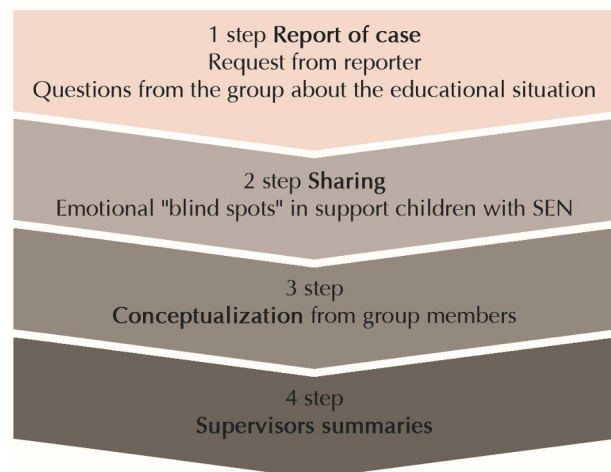 1 step Report of case
Request from reporter
Questions from the group about the educational situation
2 step Sharing
Emotional "blind spots" in support children with SEN
3 step
Conceptualization from group members
4 step
Supervisors summaries